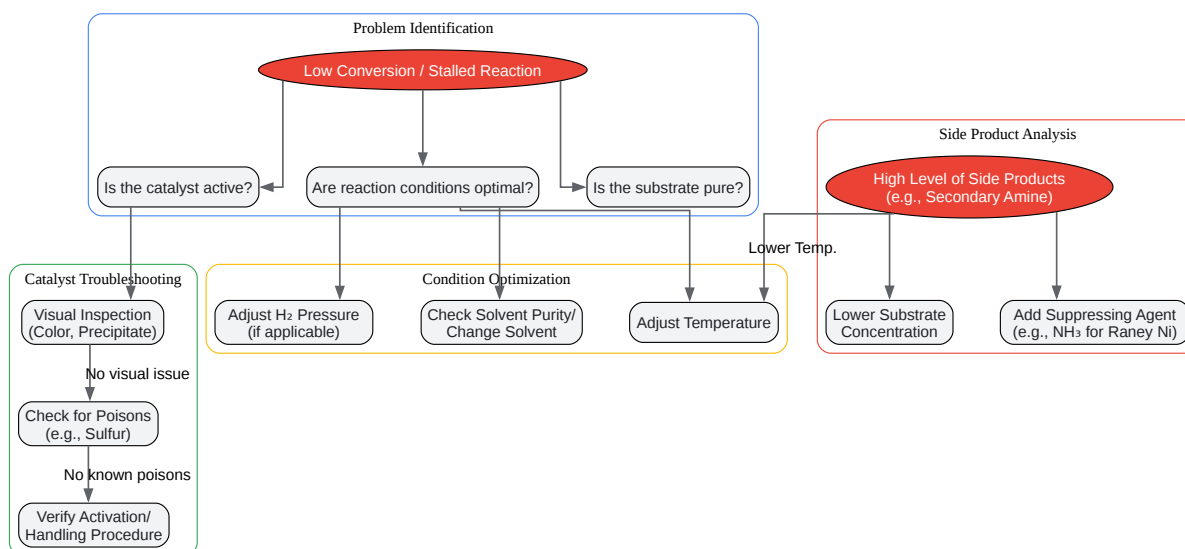 Problem Identification
Low Conversion / Stalled Reaction
Side Product Analysis
Is the catalyst active?
Are reaction conditions optimal?
Is the substrate pure?
High Level of Side Products
(e.g., Secondary Amine)
Lower Temp.
Catalyst Troubleshooting
Condition Optimization
Visual Inspection
(Color, Precipitate)
Adjust H₂ Pressure
(if applicable)
Check Solvent Purity/
Change Solvent
Adjust Temperature
Lower Substrate
Concentration
Add Suppressing Agent
(e.g., NH₃ for Raney Ni)
No visual issue
Check for Poisons
(e.g., Sulfur)
No known poisons
Verify Activation/
Handling Procedure